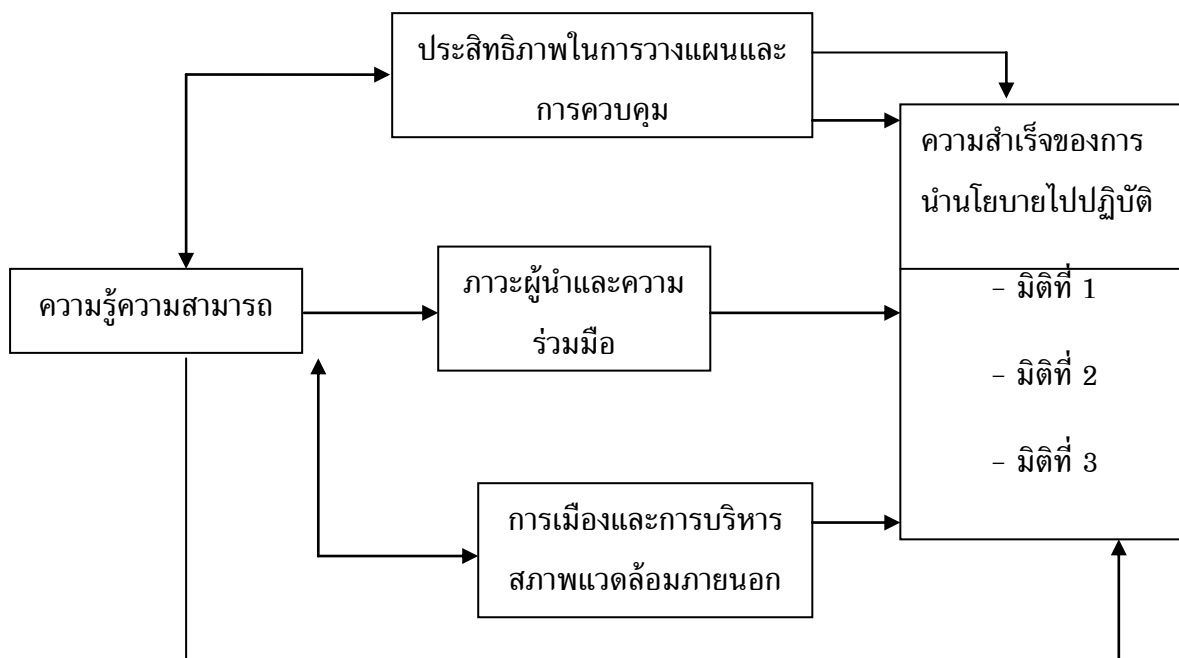 ประสิทธิภาพในการวางแผนและ
การควบคุม
ความสำเร็จของการ
นำนโยบายไปปฏิบัติ
ความรู้ความสามารถ
ภาวะผู้นำและความ
ร่วมมือ
- มิติที่ 1
- มิติที่ 2
- มิติที่ 3
การเมืองและการบริหาร
สภาพแวดล้อมภายนอก